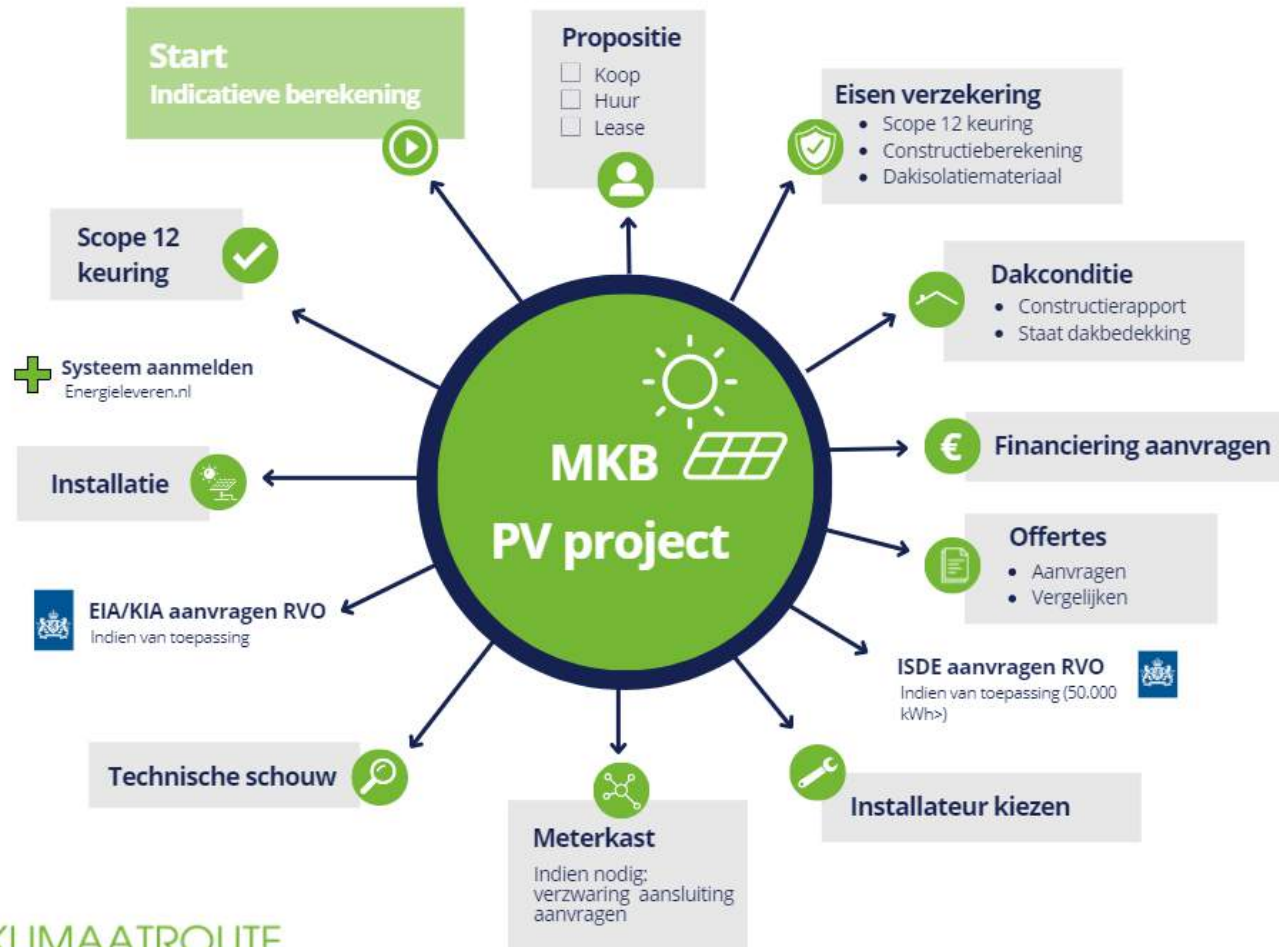 Start
Indicatieve berekening
Propositie
Koop
Huur
Lease
Eisen verzekering
• Scope 12 keuring
• Constructieberekening
• Dakisolatiemateriaal
Dakconditie
• Constructierapport
• Staat dakbedekking
€ Financiering aanvragen
Offertes
• Aanvragen
• Vergelijken
ISDE aanvragen RVO
Indien van toepassing (50.000
kWh>)
Installateur kiezen
Meterkast
Indien nodig:
verzwaring aansluiting
aanvragen
Technische schouw
EIA/KIA aanvragen RVO
Indien van toepassing
Installatie
Systeem aanmelden
Energieleveren.nl
Scope 12
keuring
MKB
PV project
KLIMAATROUTE